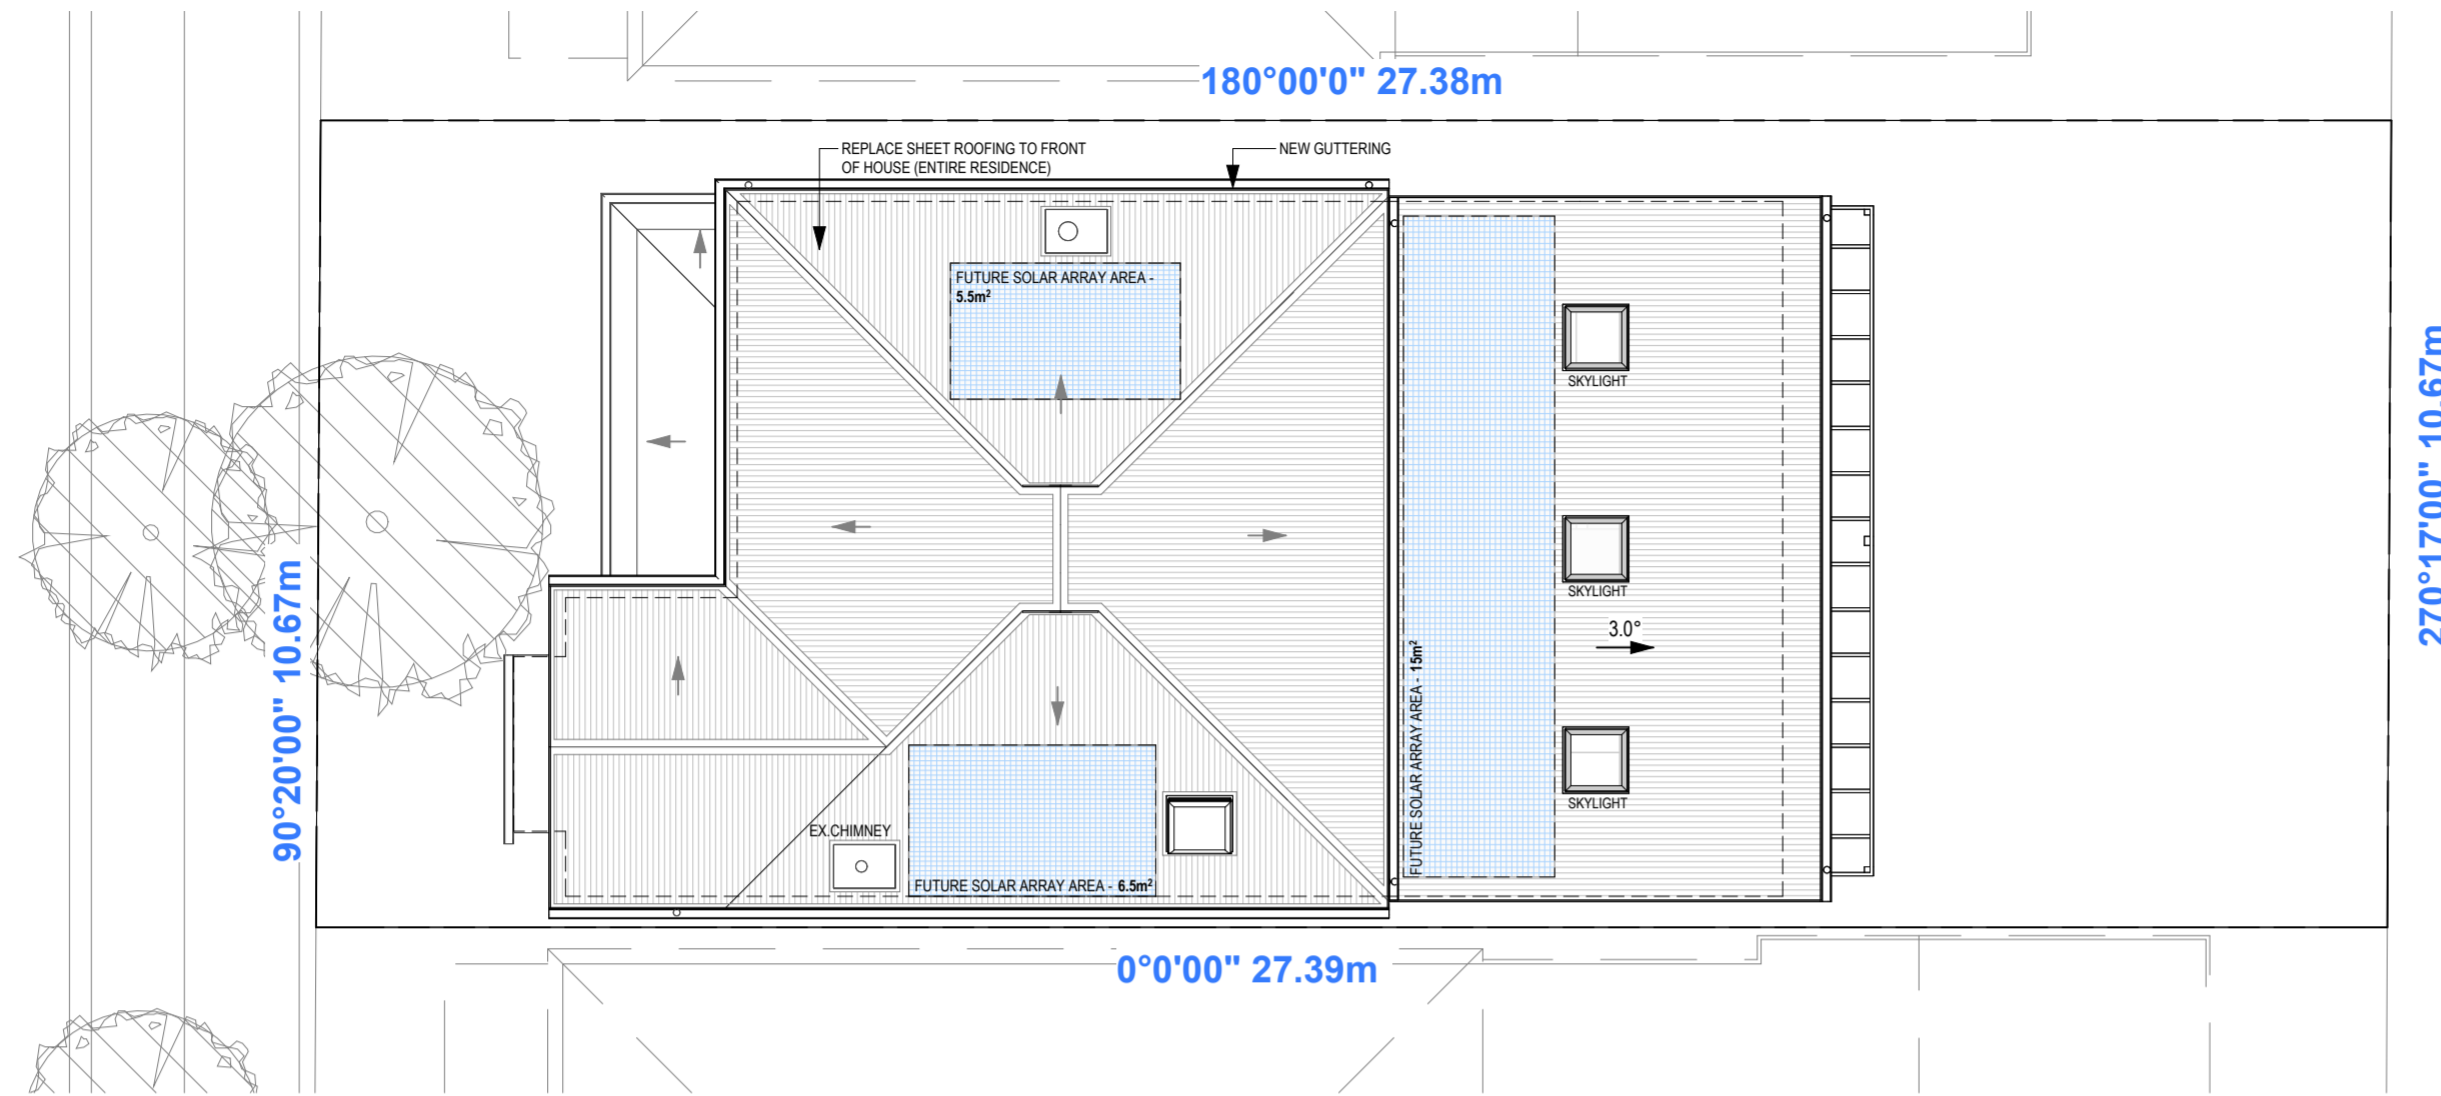 180°00'0" 27.38m
REPLACE SHEET ROOFING TO FRONT
OF HOUSE (ENTIRE RESIDENCE)
NEW GUTTERING
FUTURE SOLAR ARRAY AREA -
5.5m²
SKYLIGHT
SKYLIGHT
3.0°
SKYLIGHT
FUTURE SOLAR ARRAY AREA - 15m²
EX.CHIMNEY
FUTURE SOLAR ARRAY AREA - 6.5m²
90°20'00" 10.67m
270°17'00" 10.67m
0°0'00" 27.39m